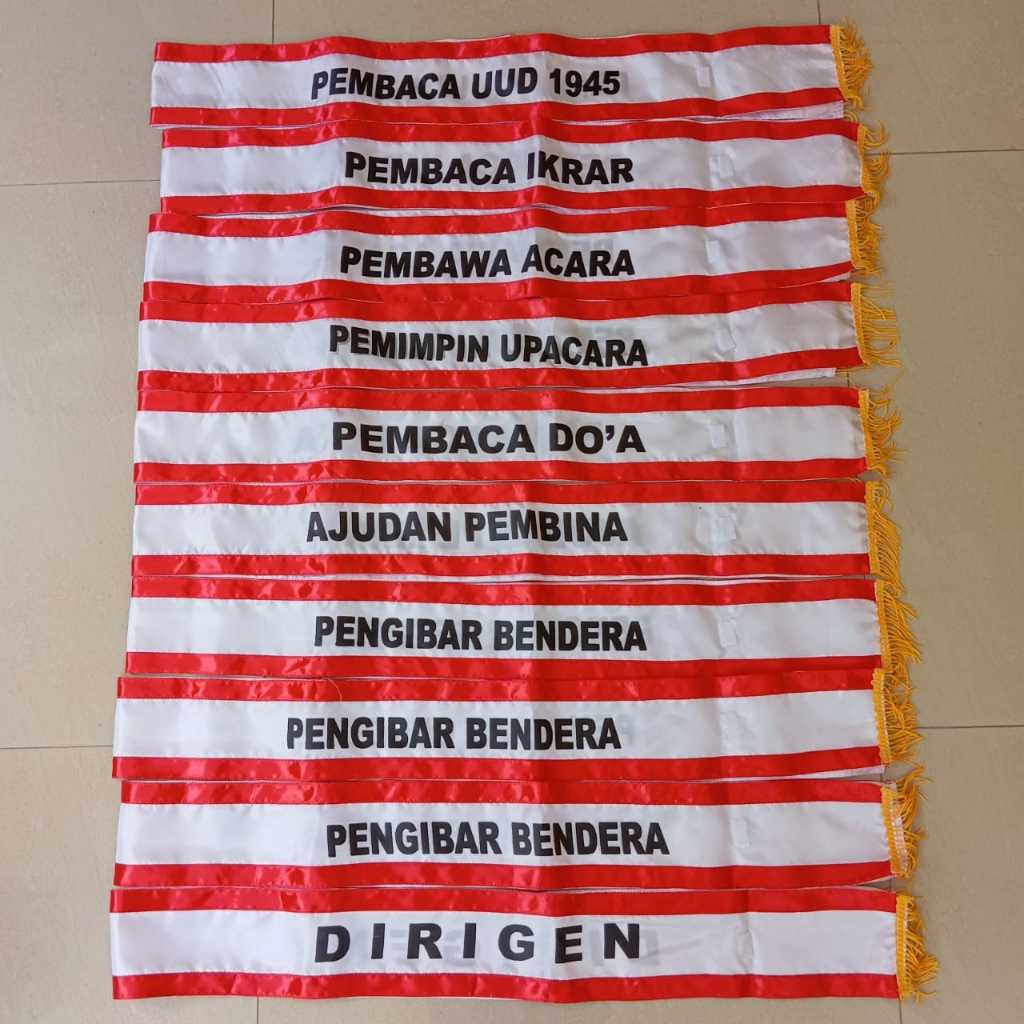 PEMBACA UUD 1945
PEMBACA IKRAR
PEMBAWA ACARA
PEMIMPIN UPACARA
PEMBACA DO'A
AJUDAN PEMBINA
PENGIBAR BENDERA
PENGIBAR BENDERA
PENGIBAR BENDERA
DIRIGEN